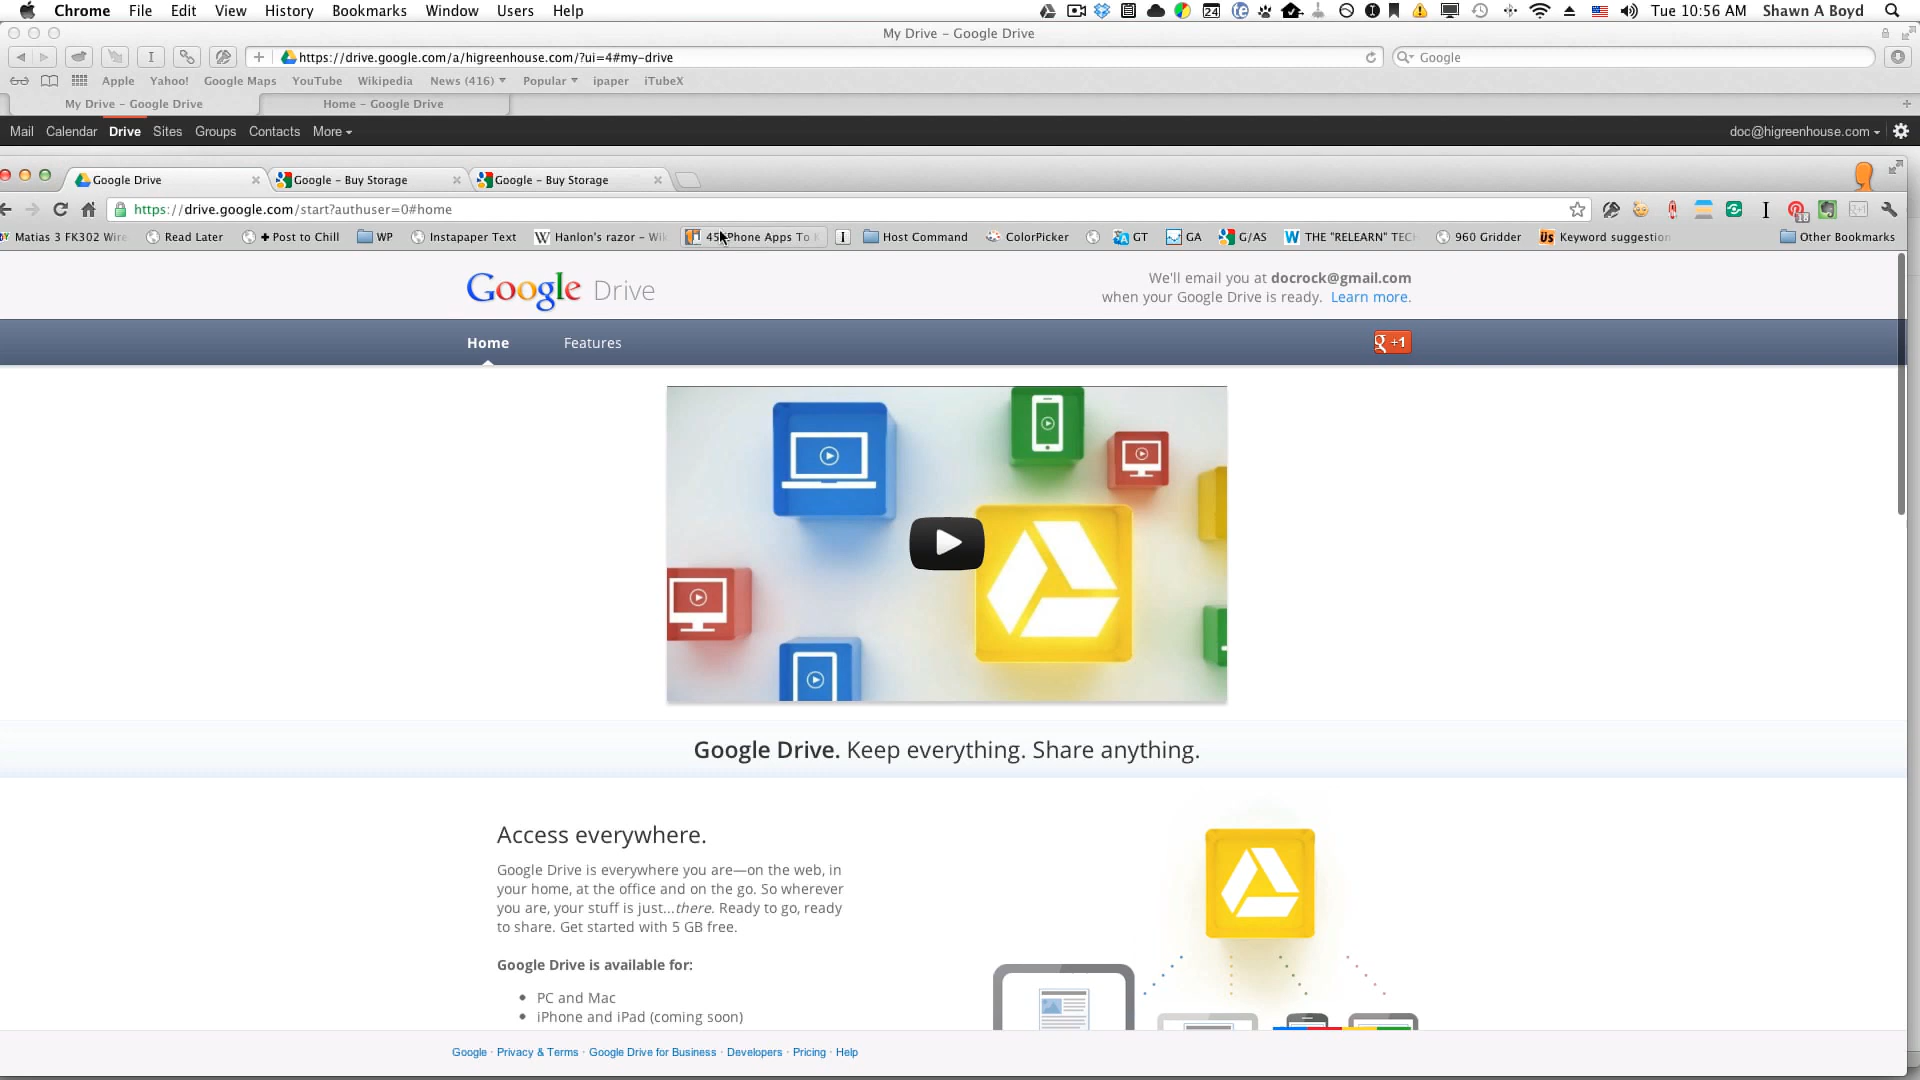 Chrome File Edit View History Bookmarks Window Users Help
24
Tue 10:56 AM Shawn A Boyd
My Drive – Google Drive
https://drive.google.com/a/higreenhouse.com/?ui=4#my-drive
Google
Apple Yahoo! Google Maps YouTube Wikipedia News (416) Popular ipaper iTubeX
My Drive – Google Drive
Home – Google Drive
Mail Calendar Drive Sites Groups Contacts More
doc@higreenhouse.com
Google Drive
Google – Buy Storage
Google – Buy Storage
https://drive.google.com/start?authuser=0#home
18
Matias 3 FK302 Wire Read Later + Post to Chill WP Instapaper Text Hanlon's razor – Wik Phone Apps To Host Command ColorPicker GT GA G/AS THE "RELEARN" TEC 960 Gridder Keyword suggestion Other Bookmarks
Google Drive
We'll email you at docrock@gmail.com
when your Google Drive is ready. Learn more.
Home Features
g +1
Google Drive. Keep everything. Share anything.
Access everywhere.
Google Drive is everywhere you are—on the web, in
your home, at the office and on the go. So wherever
you are, your stuff is just...there. Ready to go, ready
to share. Get started with 5 GB free.
Google Drive is available for:
• PC and Mac
• iPhone and iPad (coming soon)
Google · Privacy & Terms · Google Drive for Business · Developers · Pricing · Help